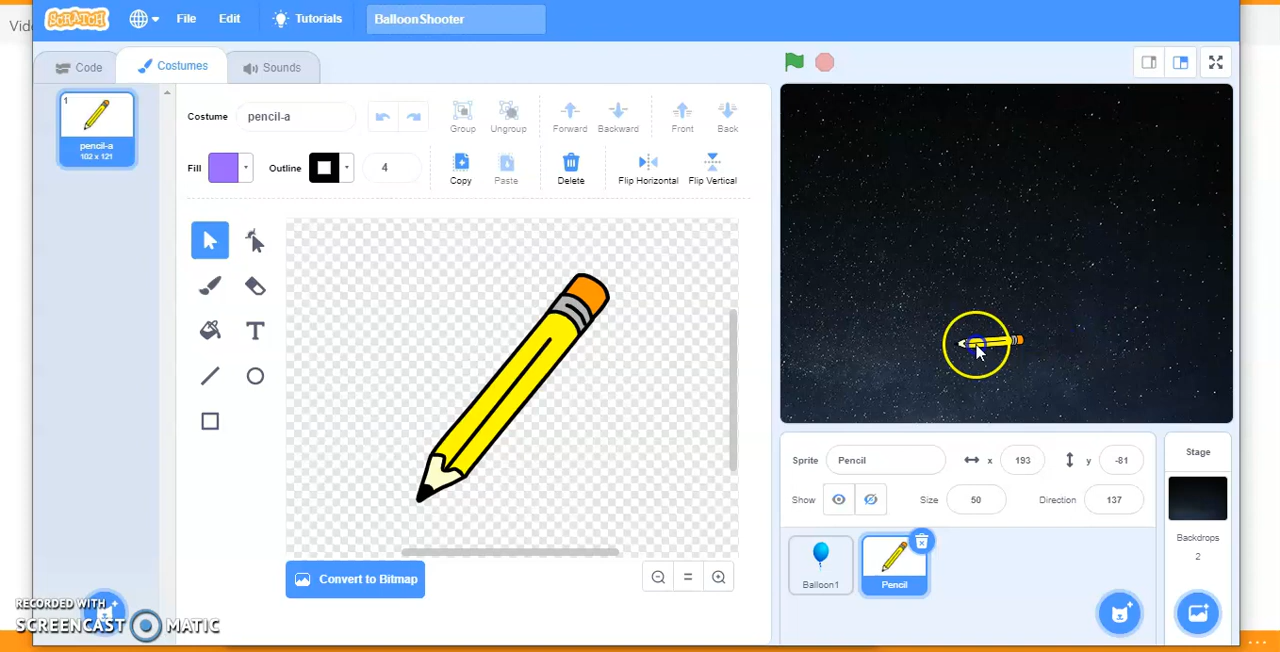 Vid
SCRATCH File Edit Tutorials BalloonShooter
Code Costumes Sounds
1
pencil-a
102 x 121
Costume pencil-a Group Ungroup Forward Backward Front Back
Fill Outline 4 Copy Paste Delete Flip Horizontal Flip Vertical
T
Convert to Bitmap
Sprite Pencil x 193 y -81
Show Size 50 Direction 137
Balloon1 Pencil
Stage
Backdrops
2
RECORDED WITH
SCREENCAST MATIC